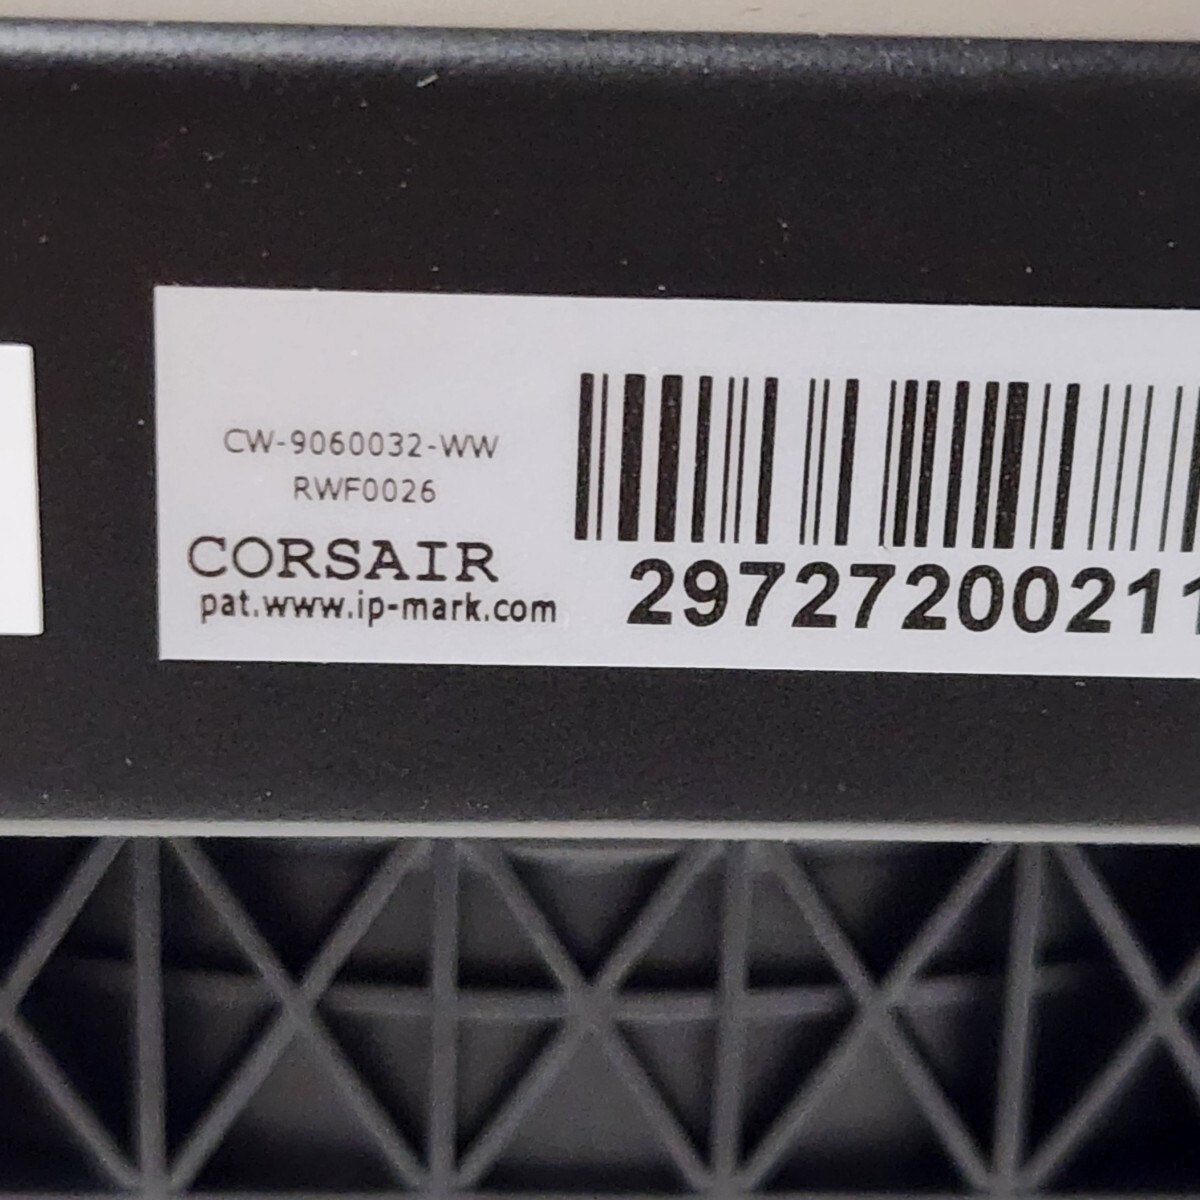 CW-9060032-WW
RWF0026
CORSAIR
pat.www.ip-mark.com
29727200211